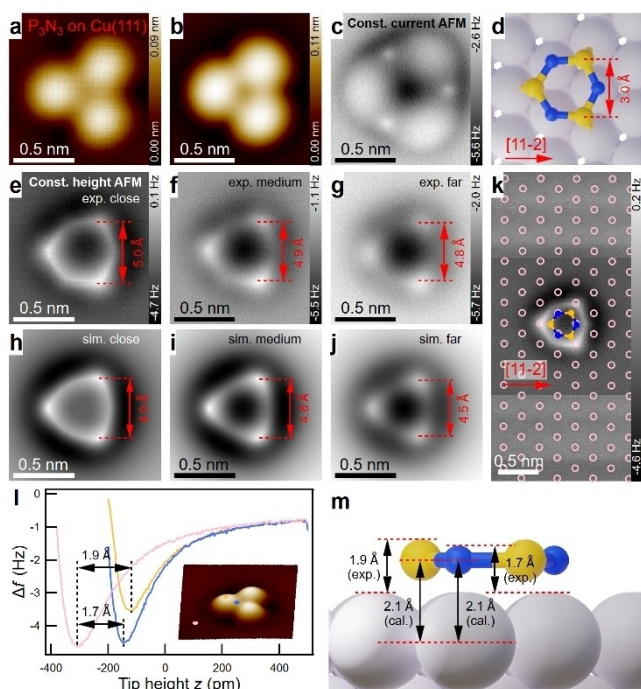 a P₃N₃ on Cu(111)
0.5 nm
0.09 nm
0.00 nm
b
0.5 nm
0.11 nm
0.00 nm
c Const. current AFM
0.5 nm
-2.6 Hz
-5.6 Hz
d
3.0 Å
[11-2]
e Const. height AFM
exp. close
5.0 Å
0.5 nm
0.1 Hz
-4.7 Hz
f exp. medium
4.9 Å
0.5 nm
-1.1 Hz
-5.5 Hz
g exp. far
4.8 Å
0.5 nm
-2.0 Hz
-5.7 Hz
h sim. close
4.9 Å
0.5 nm
i sim. medium
4.8 Å
0.5 nm
j sim. far
4.5 Å
0.5 nm
k
[11-2]
0.5 nm
0.2 Hz
-4.6 Hz
l
0
-1
-2
-3
-4
Δf (Hz)
1.9 Å
1.7 Å
-400 -200 0 200 400
Tip height z (pm)
m
1.9 Å
(exp.)
1.7 Å
(exp.)
2.1 Å
(cal.)
2.1 Å
(cal.)